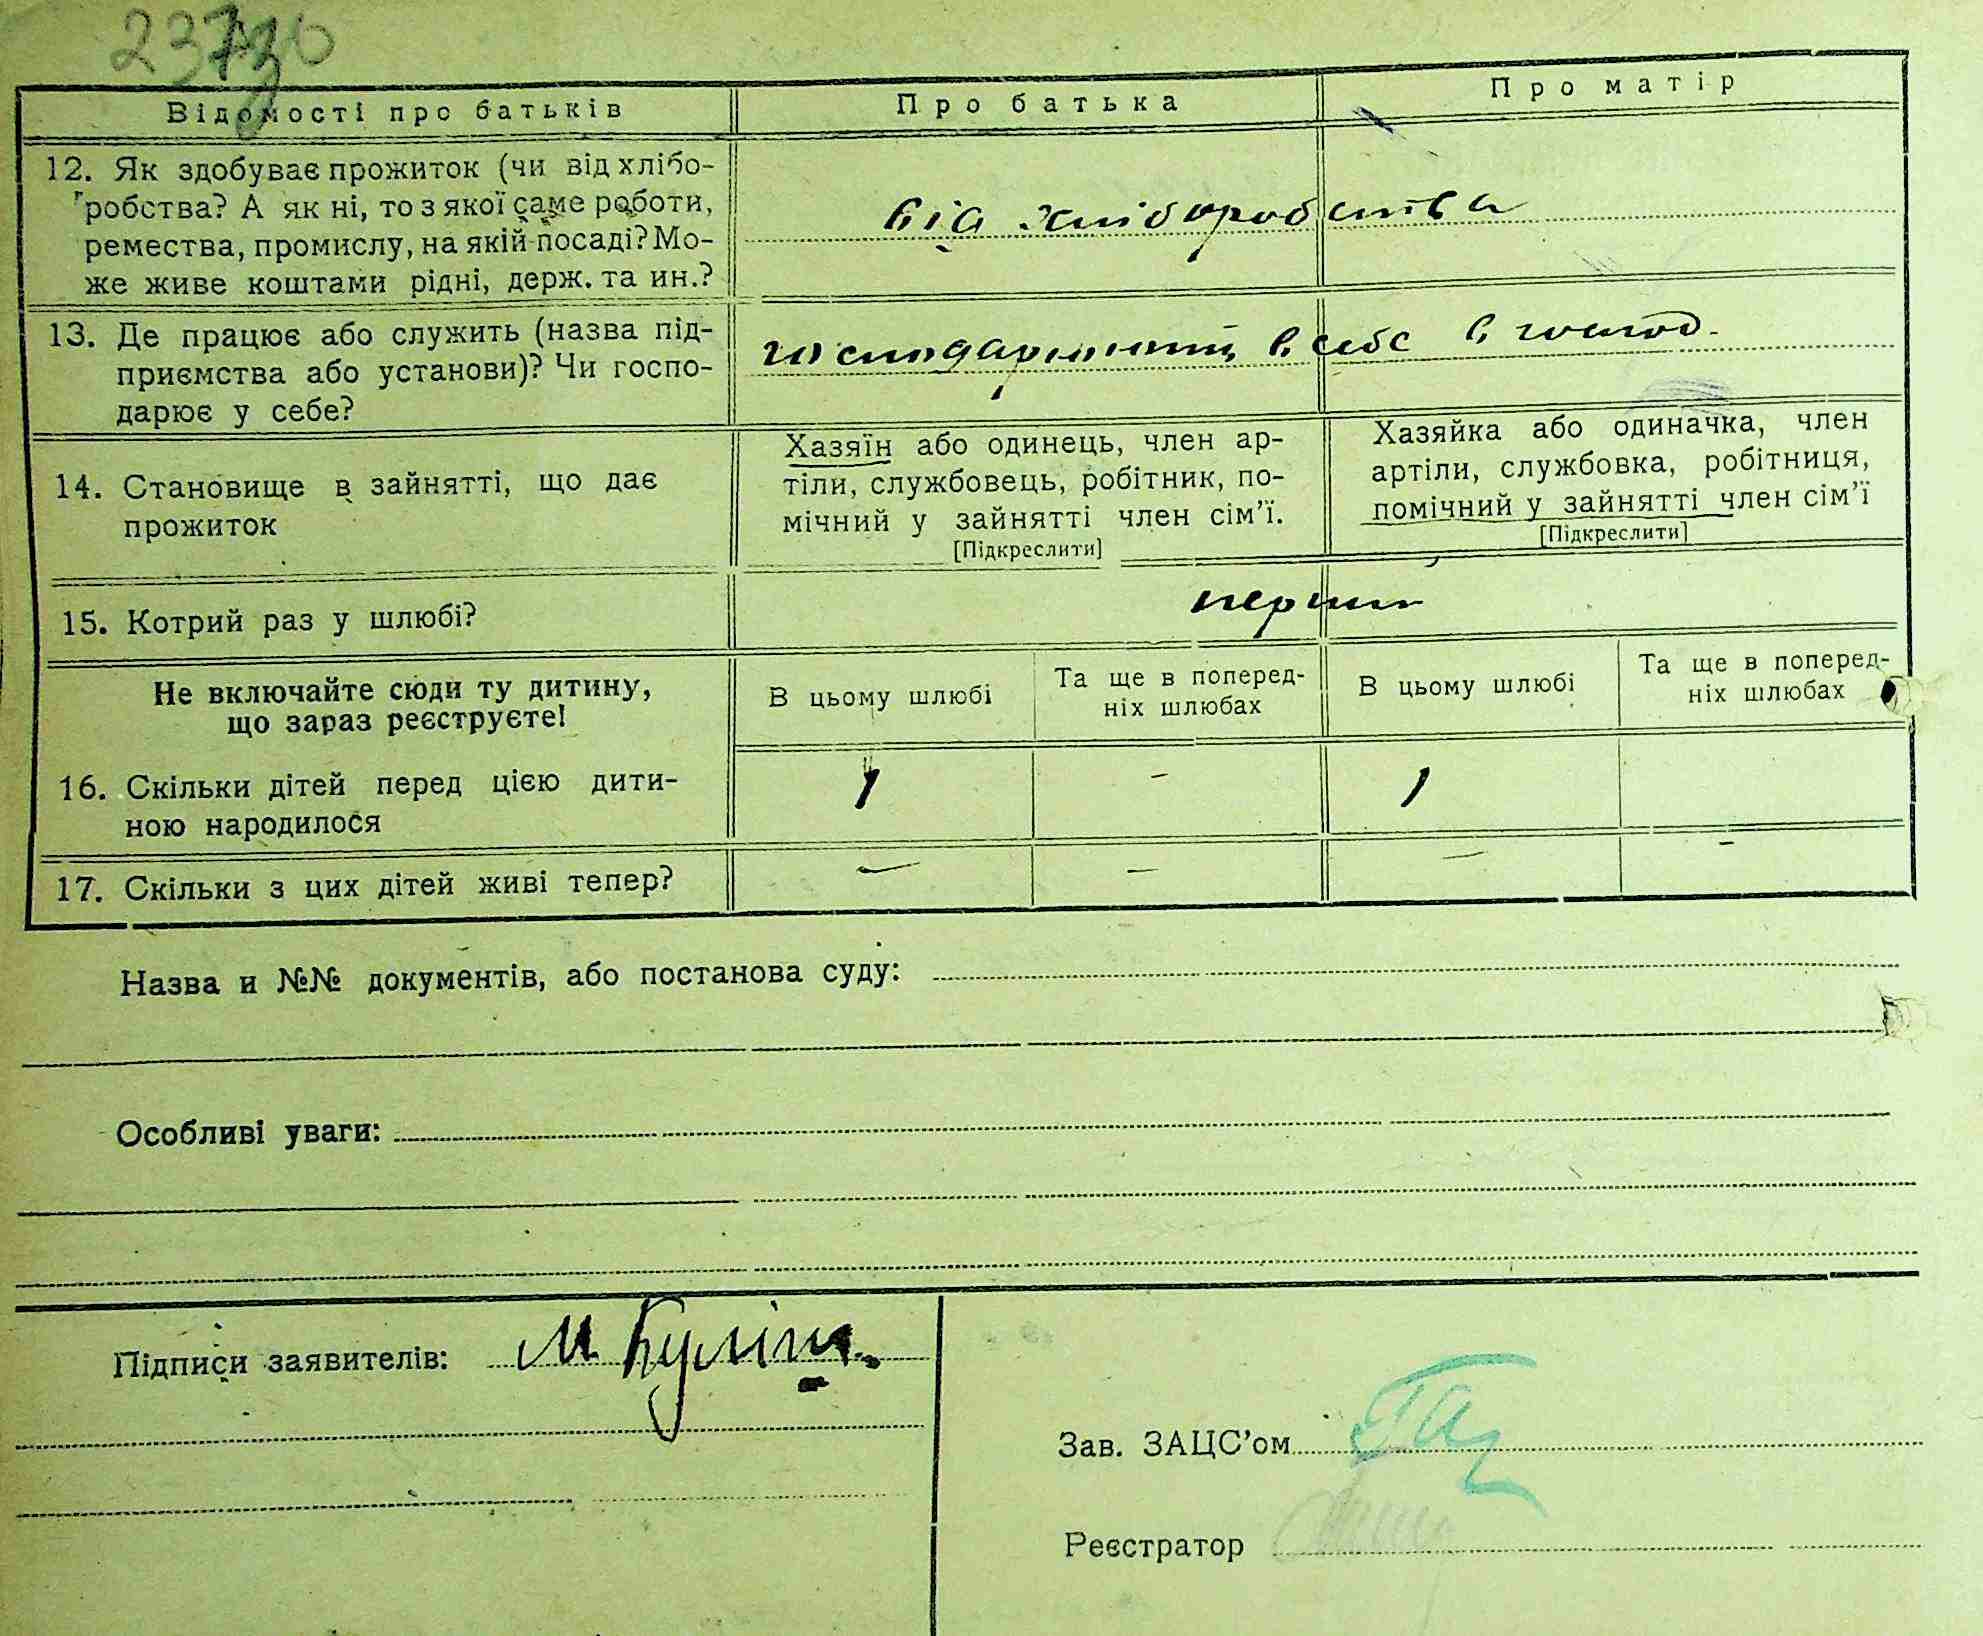 Відомості про батьків
Про батька
Про матір
12. Як здобуває прожиток (чи від хлібо-
робства? А як ні, то з якої саме роботи,
ремества, промислу, на якій посаді? Мо-
же живе коштами рідні, держ. та ин.?
від хліборобства
13. Де працює або служить (назва під-
приємства або установи)? Чи госпо-
дарює у себе?
в себе в госпо
14. Становище в зайнятті, що дає
прожиток
Хазяїн або одинець, член ар-
тіли, службовець, робітник, по-
мічний у зайнятті член сім’ї.
[Підкреслити]
Хазяйка або одиначка, член
артіли, службовка, робітниця,
помічний у зайнятті член сім’ї
[Підкреслити]
15. Котрий раз у шлюбі?
перший
Не включайте сюди ту дитину,
що зараз реєструєте!
В цьому шлюбі
Та ще в поперед-
ніх шлюбах
В цьому шлюбі
Та ще в поперед-
ніх шлюбах
16. Скільки дітей перед цією дити-
ною народилося
1
-
1
17. Скільки з цих дітей живі тепер?
—
—
—
-
Назва и №№ документів, або постанова суду:
Особливі уваги:
Підписи заявителів: М. Куліш
Зав. ЗАЦС’ом
Реєстратор